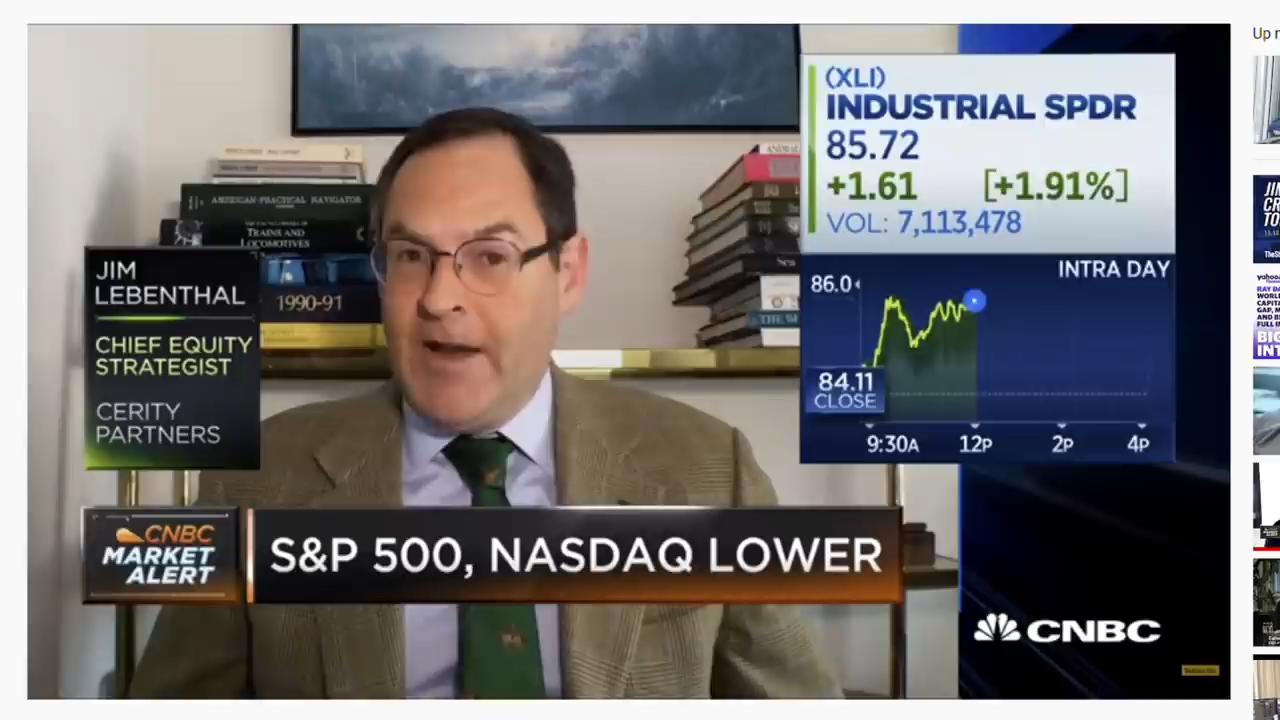 Up
(XLI)
INDUSTRIAL SPDR
85.72
+1.61 [+1.91%]
VOL: 7,113,478
INTRA DAY
86.0
84.11
CLOSE
9:30A 12P 2P 4P
AMERICAN PRACTICAL NAVIGATOR
TRAINS AND
LOCOMOTIVES
1990-91
JIM
LEBENTHAL
CHIEF EQUITY
STRATEGIST
CERITY
PARTNERS
CNBC
MARKET
ALERT
S&P 500, NASDAQ LOWER
CNBC
yahoo